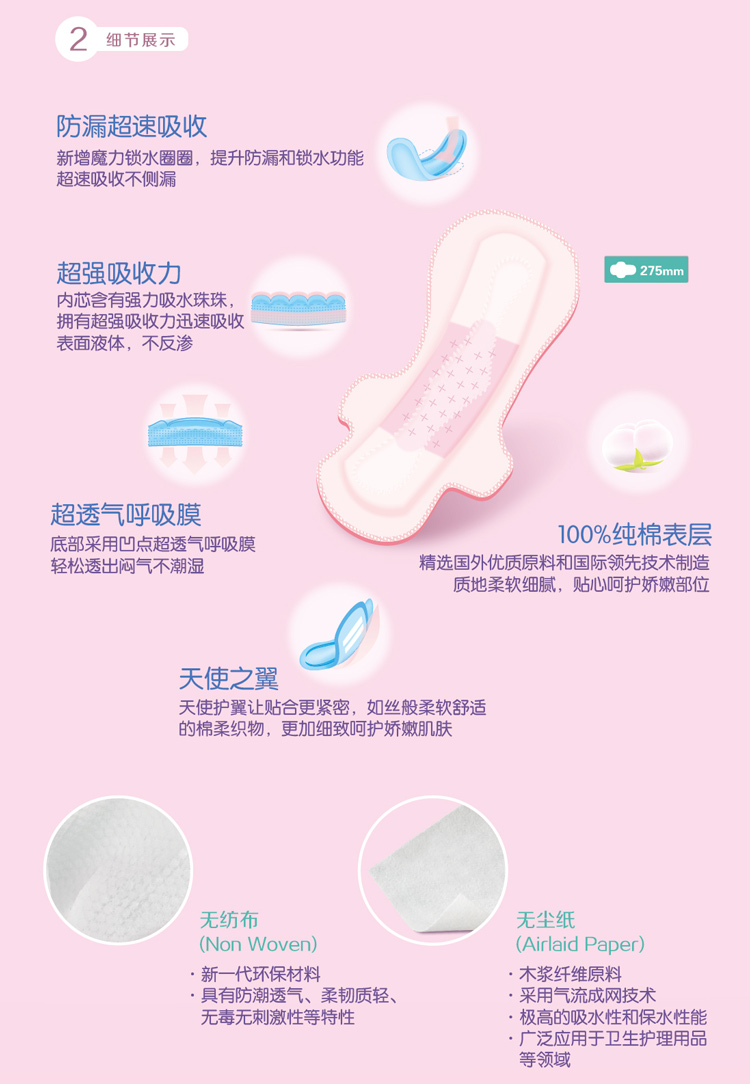 2 细节展示
防漏超速吸收
新增魔力锁水圈圈，提升防漏和锁水功能
超速吸收不侧漏
275mm
超强吸收力
内芯含有强力吸水珠珠，
拥有超强吸收力迅速吸收
表面液体，不反渗
超透气呼吸膜
底部采用凹点超透气呼吸膜
轻松透出闷气不潮湿
100%纯棉表层
精选国外优质原料和国际领先技术制造
质地柔软细腻，贴心呵护娇嫩部位
天使之翼
天使护翼让贴合更紧密，如丝般柔软舒适
的棉柔织物，更加细致呵护娇嫩肌肤
无纺布
(Non Woven)
·新一代环保材料
·具有防潮透气、柔韧质轻、
无毒无刺激性等特性
无尘纸
(Airlaid Paper)
·木浆纤维原料
·采用气流成网技术
·极高的吸水性和保水性能
·广泛应用于卫生护理用品
等领域